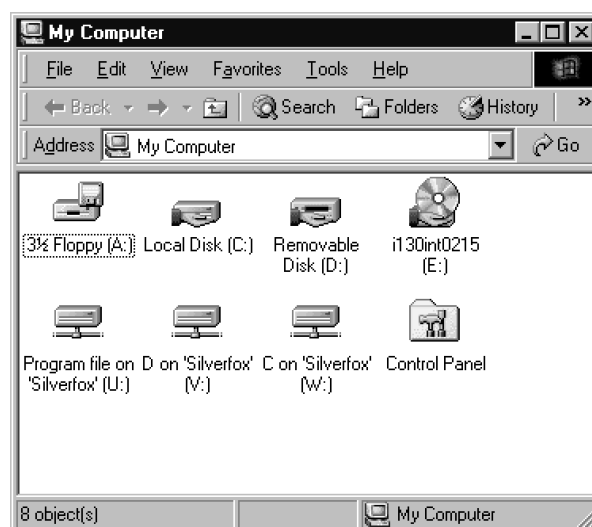 My Computer
File Edit View Favorites Tools Help
Back Search Folders History »
Address My Computer Go
3½ Floppy (A:) Local Disk (C:) Removable Disk (D:) i130int0215 (E:)
Program file on 'Silverfox' (U:) D on 'Silverfox' (V:) C on 'Silverfox' (W:) Control Panel
8 object(s) My Computer